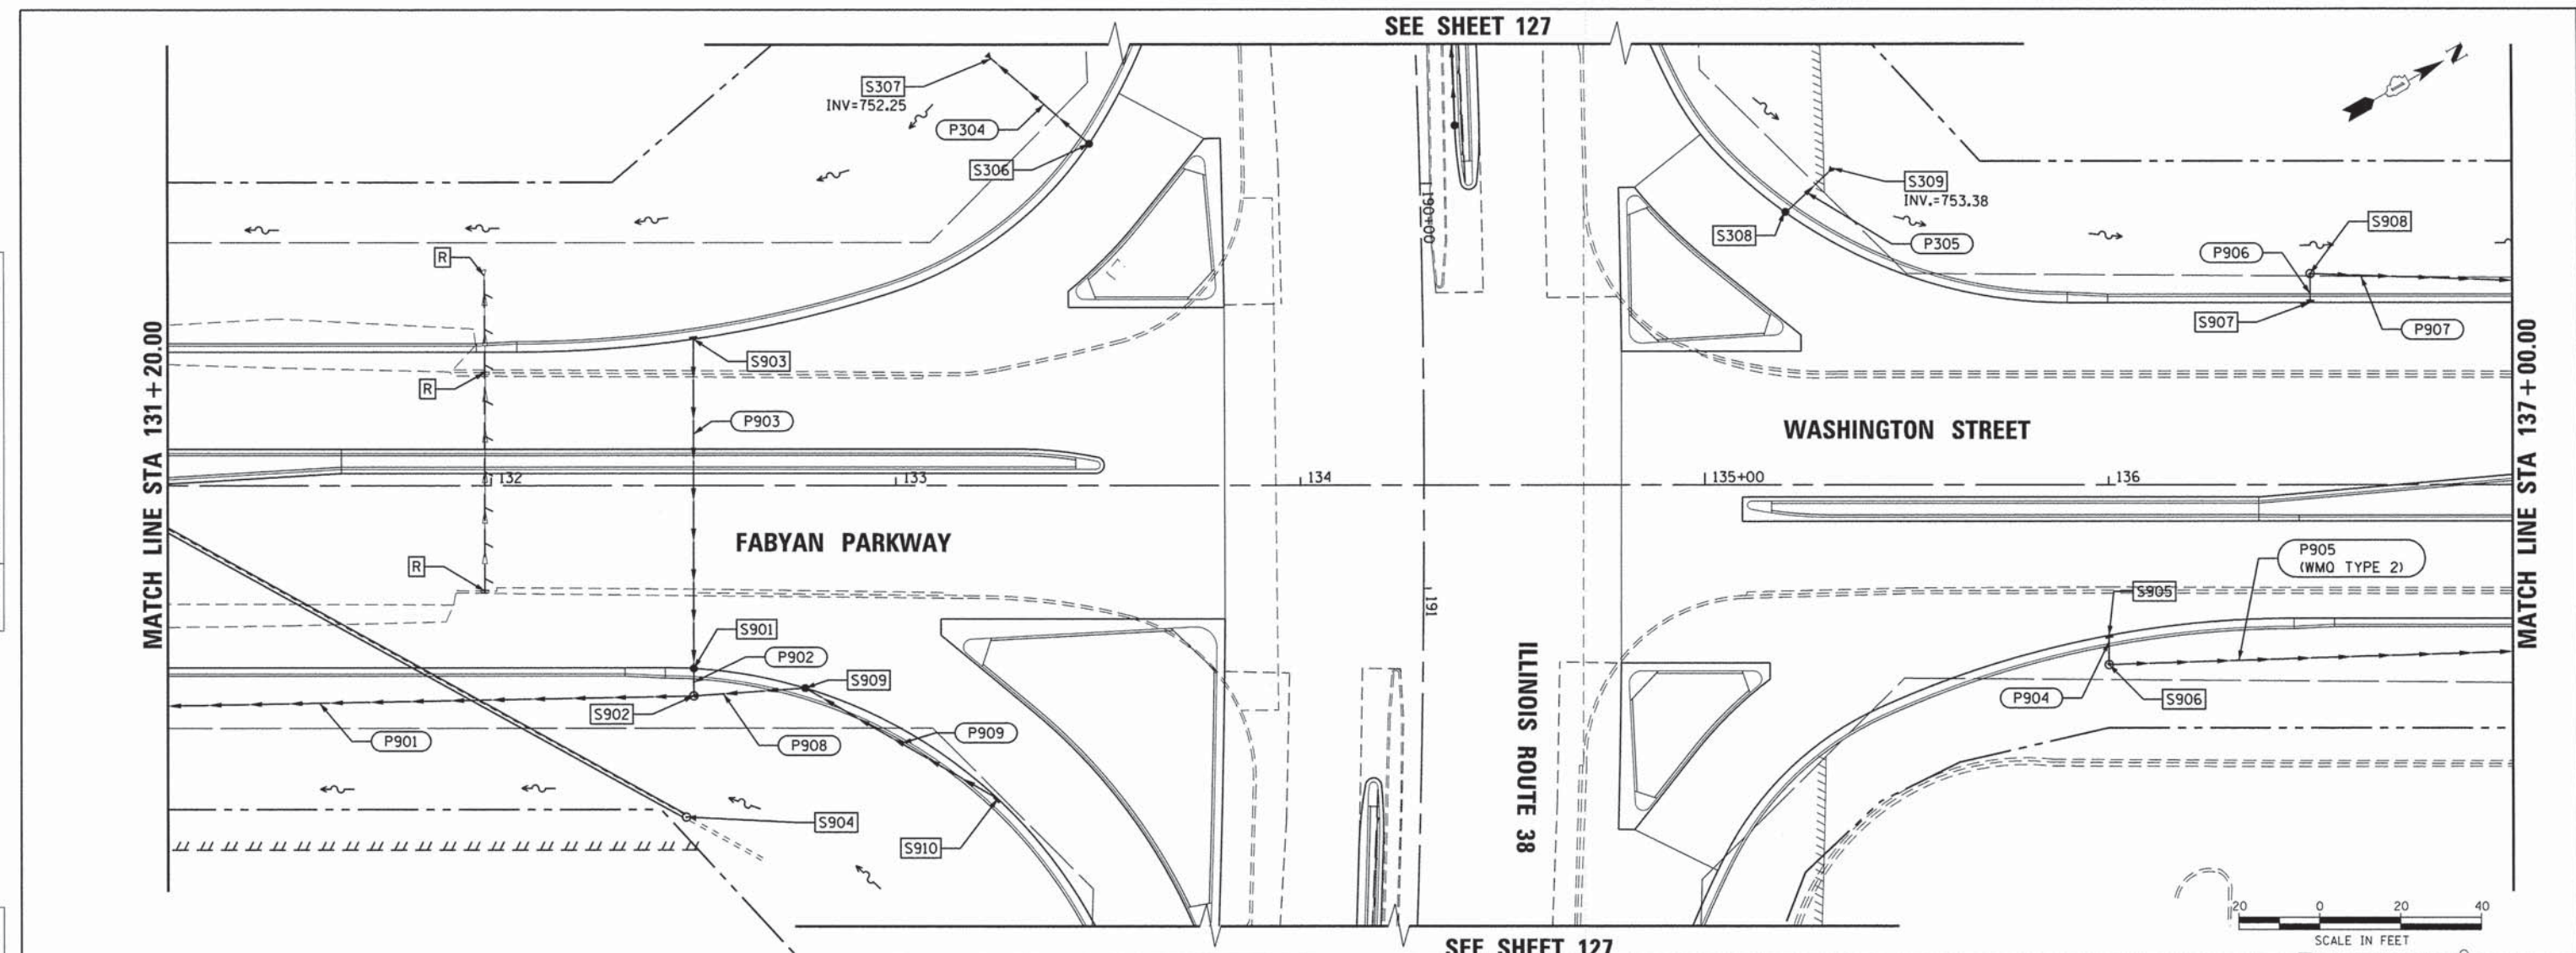 SEE SHEET 127
N
S307
INV=752.25
P304
S306
190+00
S309
INV.=753.38
S308
P305
S908
P906
S907
P907
R
R
R
MATCH LINE STA 131+20.00
S903
P903
WASHINGTON STREET
132
133
134
135+00
136
FABYAN PARKWAY
191
P905
(WMQ TYPE 2)
S905
MATCH LINE STA 137+00.00
S901
P902
S909
S902
P901
P908
P909
P904
S906
S904
S910
ILLINOIS ROUTE 38
20 0 20 40
SCALE IN FEET
SEE SHEET 127